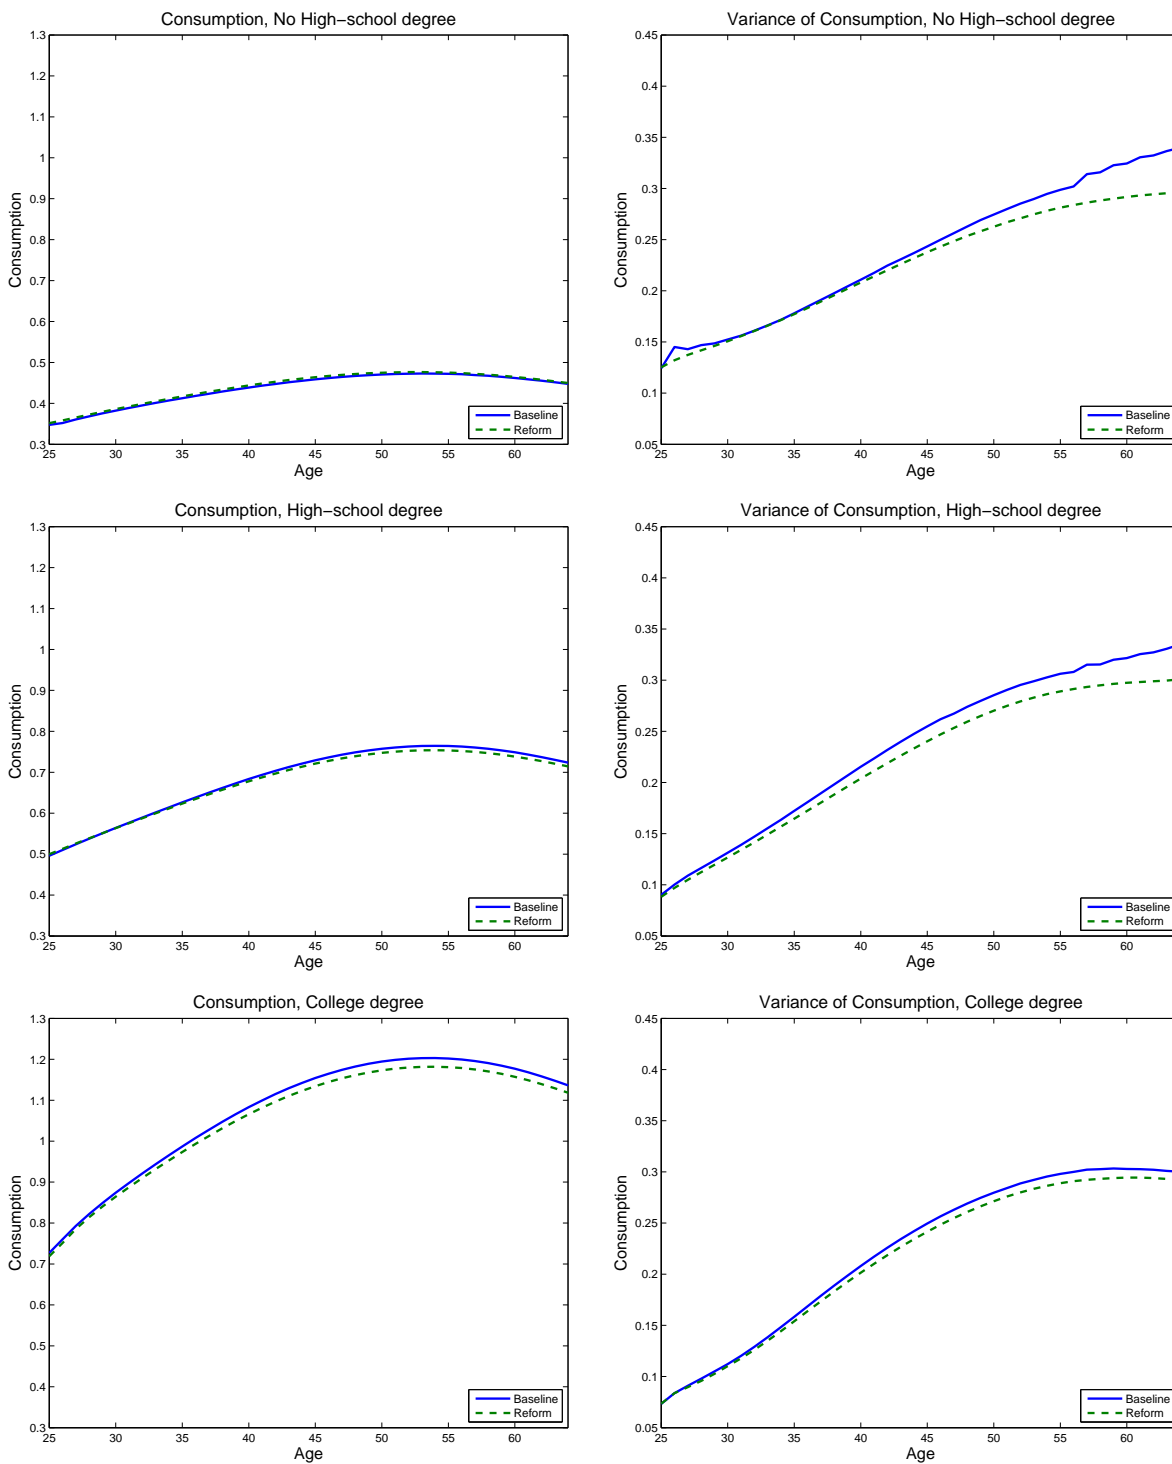 Consumption, No High−school degree
1.3
1.2
1.1
1
0.9
0.8
0.7
0.6
0.5
0.4
0.3
Consumption
25 30 35 40 45 50 55 60
Age
Baseline
Reform
Variance of Consumption, No High−school degree
0.45
0.4
0.35
0.3
0.25
0.2
0.15
0.1
0.05
Consumption
25 30 35 40 45 50 55 60
Age
Baseline
Reform
Consumption, High−school degree
1.3
1.2
1.1
1
0.9
0.8
0.7
0.6
0.5
0.4
0.3
Consumption
25 30 35 40 45 50 55 60
Age
Baseline
Reform
Variance of Consumption, High−school degree
0.45
0.4
0.35
0.3
0.25
0.2
0.15
0.1
0.05
Consumption
25 30 35 40 45 50 55 60
Age
Baseline
Reform
Consumption, College degree
1.3
1.2
1.1
1
0.9
0.8
0.7
0.6
0.5
0.4
0.3
Consumption
25 30 35 40 45 50 55 60
Age
Baseline
Reform
Variance of Consumption, College degree
0.45
0.4
0.35
0.3
0.25
0.2
0.15
0.1
0.05
Consumption
25 30 35 40 45 50 55 60
Age
Baseline
Reform